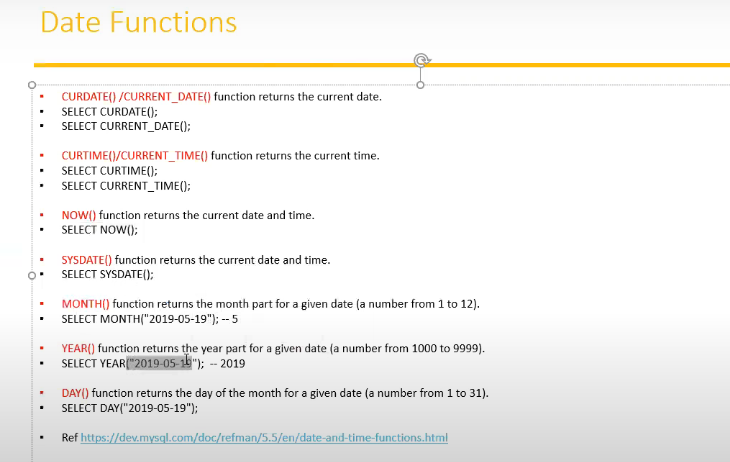 Date Functions
CURDATE() /CURRENT_DATE() function returns the current date.
SELECT CURDATE();
SELECT CURRENT_DATE();
CURTIME()/CURRENT_TIME() function returns the current time.
SELECT CURTIME();
SELECT CURRENT_TIME();
NOW() function returns the current date and time.
SELECT NOW();
SYSDATE() function returns the current date and time.
SELECT SYSDATE();
MONTH() function returns the month part for a given date (a number from 1 to 12).
SELECT MONTH("2019-05-19"); -- 5
YEAR() function returns the year part for a given date (a number from 1000 to 9999).
SELECT YEAR("2019-05-19"); -- 2019
DAY() function returns the day of the month for a given date (a number from 1 to 31).
SELECT DAY("2019-05-19");
Ref https://dev.mysql.com/doc/refman/5.5/en/date-and-time-functions.html